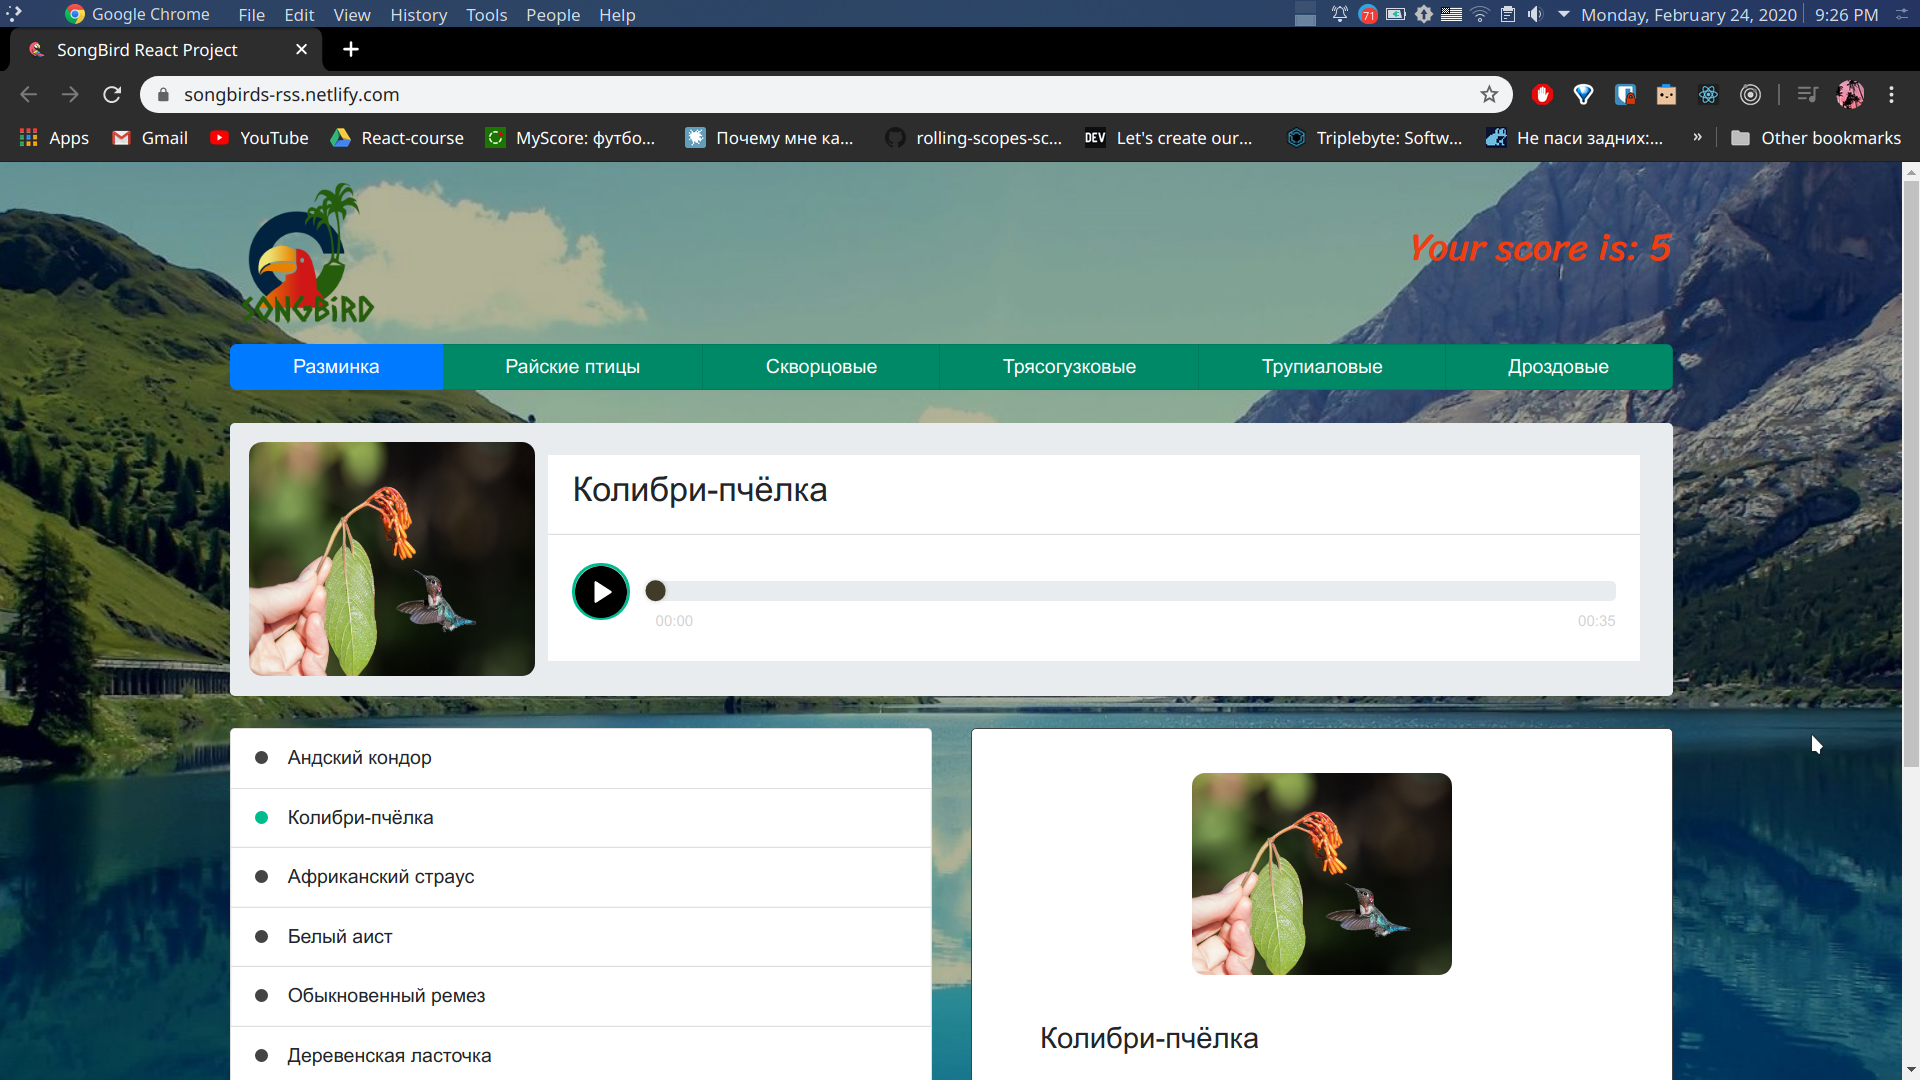 Google Chrome File Edit View History Tools People Help 71 Monday, February 24, 2020 9:26 PM
SongBird React Project
songbirds-rss.netlify.com
Apps Gmail YouTube React-course MyScore: футбо... Почему мне ка... rolling-scopes-sc... DEV Let's create our... Triplebyte: Softw... Не паси задних:... » Other bookmarks
SONGBiRD
Your score is: 5
Разминка Райские птицы Скворцовые Трясогузковые Трупиаловые Дроздовые
Колибри-пчёлка
00:00 00:35
Андский кондор
Колибри-пчёлка
Африканский страус
Белый аист
Обыкновенный ремез
Деревенская ласточка
Колибри-пчёлка